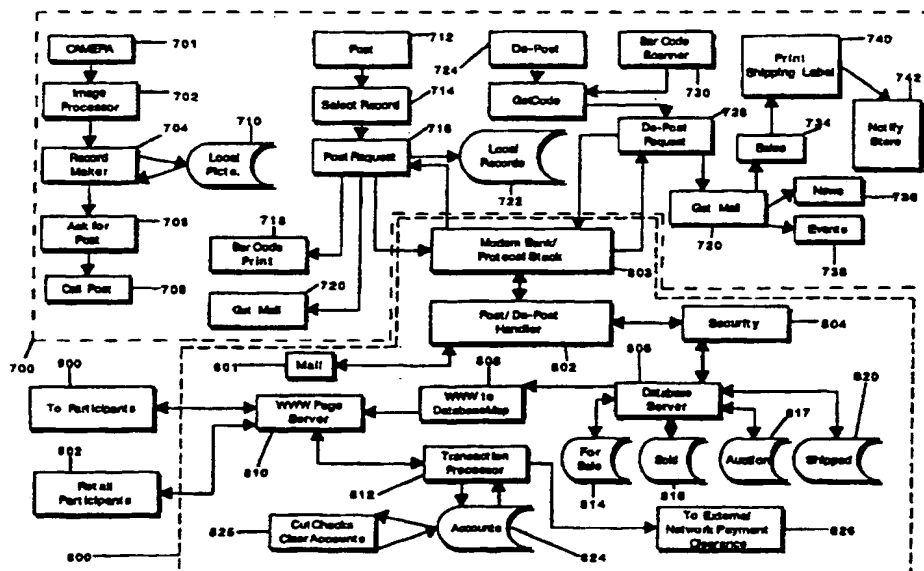 CAMERA
701
Image
Processor
702
704
Record
Maker
710
Local
Picts.
Ask for
Post
Call Post
708
700
Post
712
Select Record
714
Post Request
716
Local
Records
722
718
Bar Code
Print
720
Get Mail
724
De-Post
GetCode
Bar Code
Scanner
730
De-Post
Request
Get Mail
720
Print
Shipping Label
740
742
Notify
Store
734
Sales
News
736
Events
738
Modem Bank/
Protocol Stack
803
Post/De-Post
Handler
802
Security
804
Mail
801
806
WWW to
DatabaseMap
Database
Server
900
To Participants
902
Retail
Participants
WWW Page
Server
810
Transaction
Processor
812
For
Sale
814
Sold
816
Auction
817
Shipped
820
825
Cut Checks
Clear Accounts
Accounts
824
To External
Network Payment
Clearance
826
800